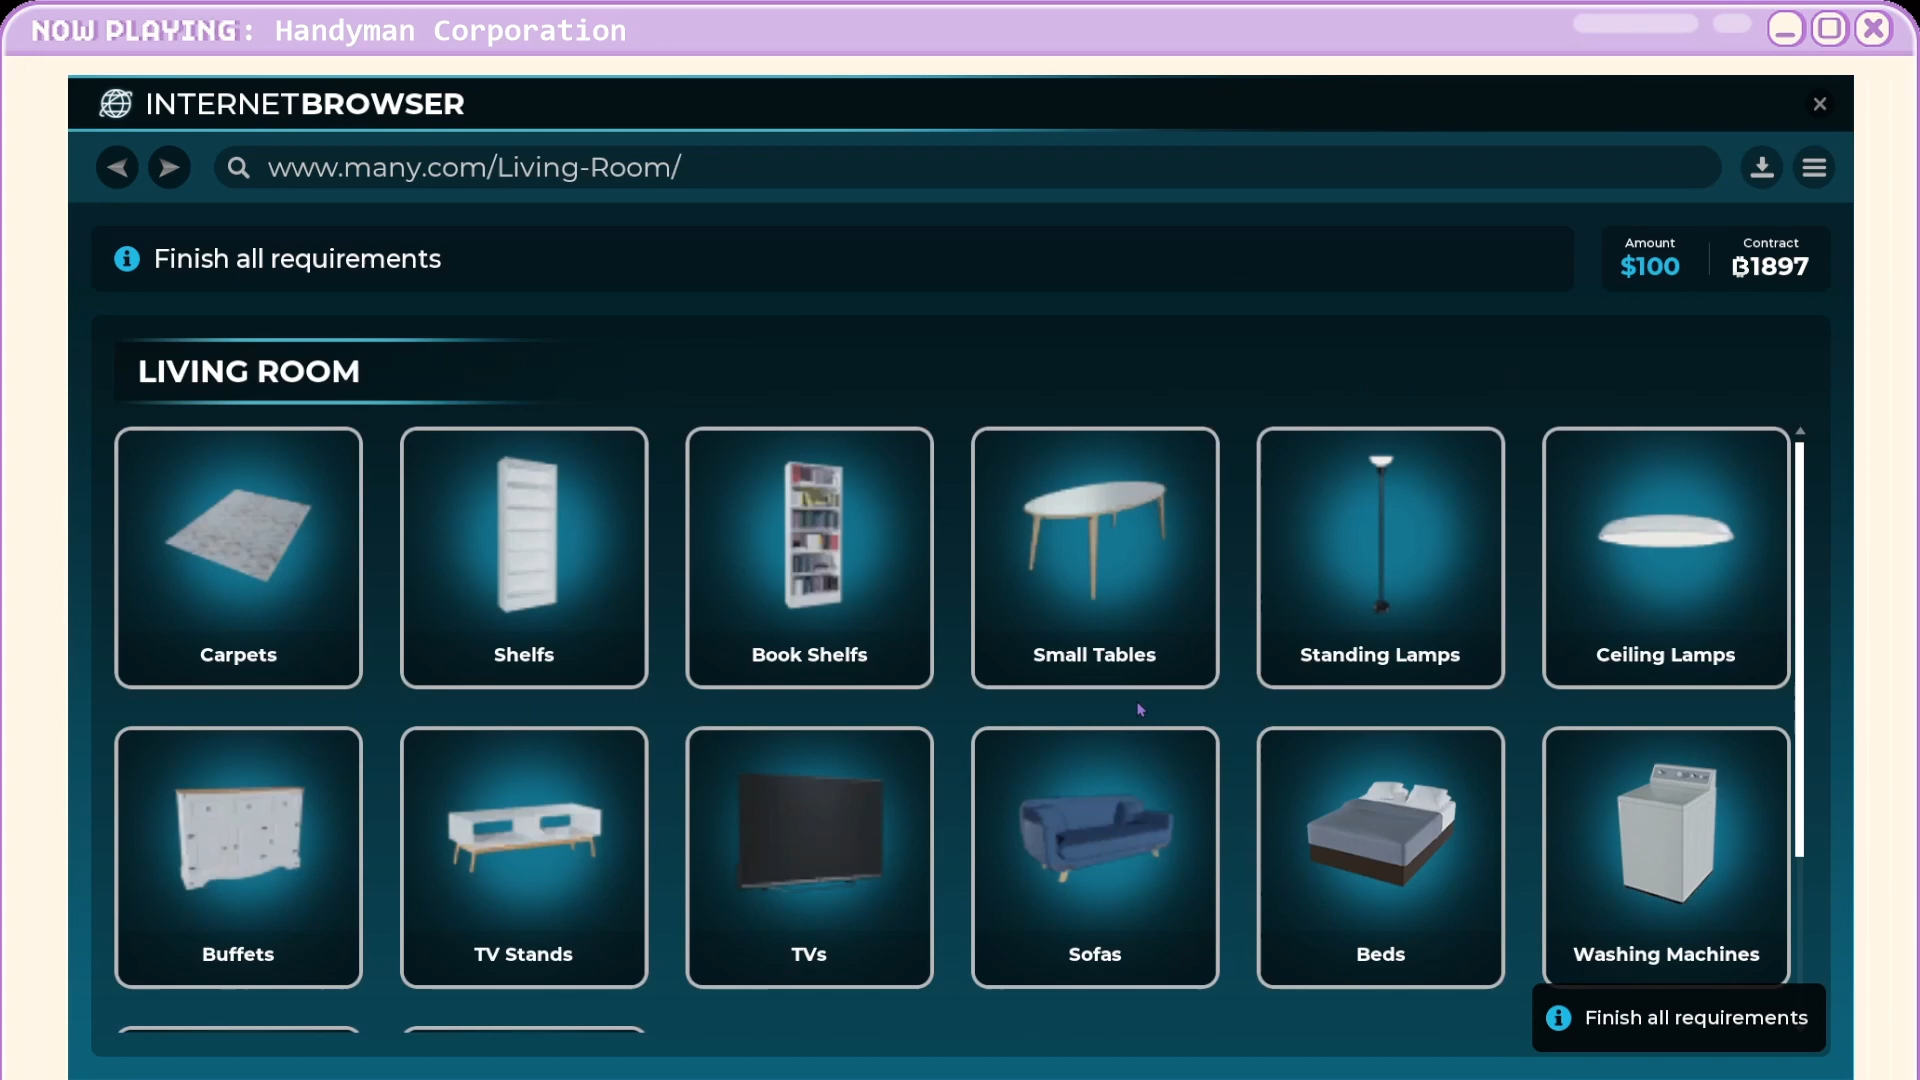 NOW PLAYING: Handyman Corporation
INTERNETBROWSER
www.many.com/Living-Room/
Finish all requirements
Amount
$100
Contract
₿1897
LIVING ROOM
Carpets
Shelfs
Book Shelfs
Small Tables
Standing Lamps
Ceiling Lamps
Buffets
TV Stands
TVs
Sofas
Beds
Washing Machines
Finish all requirements